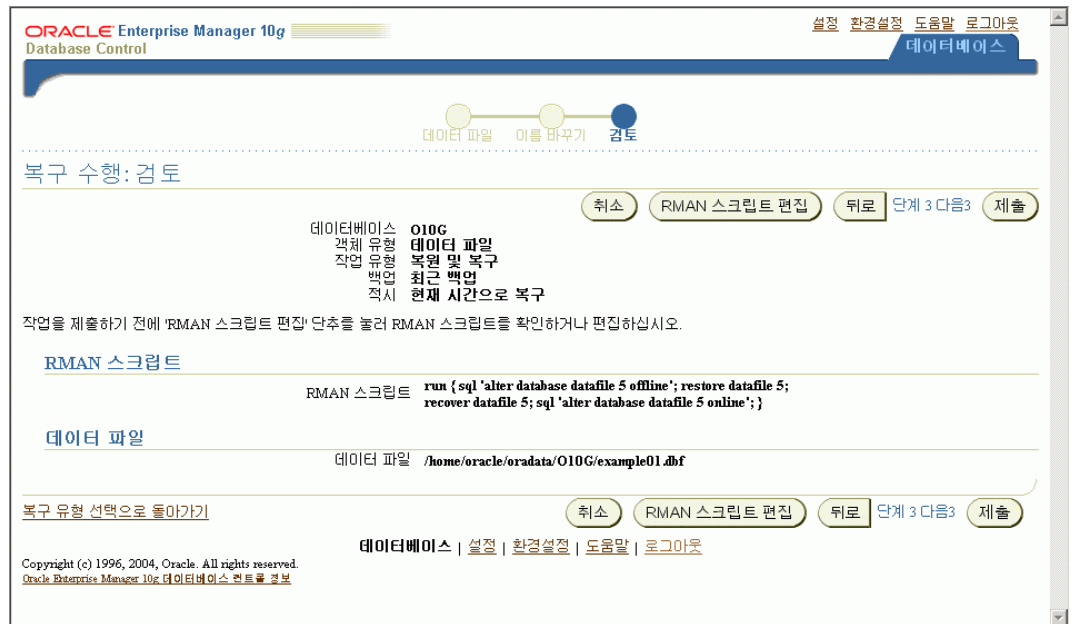 ORACLE Enterprise Manager 10g
Database Control
설정 환경설정 도움말 로그아웃
데이터베이스
데이터 파일 이름 바꾸기 검토
복구 수행: 검토
취소 RMAN 스크립트 편집 뒤로 단계 3 다음3 제출
데이터베이스 O10G
객체 유형 데이터 파일
작업 유형 복원 및 복구
백업 최근 백업
적시 현재 시간으로 복구
작업을 제출하기 전에 'RMAN 스크립트 편집' 단추를 눌러 RMAN 스크립트를 확인하거나 편집하십시오.
RMAN 스크립트
RMAN 스크립트 run { sql 'alter database datafile 5 offline'; restore datafile 5;
recover datafile 5; sql 'alter database datafile 5 online'; }
데이터 파일
데이터 파일 /home/oracle/oradata/O10G/example01.dbf
복구 유형 선택으로 돌아가기
취소 RMAN 스크립트 편집 뒤로 단계 3 다음3 제출
데이터베이스 | 설정 | 환경설정 | 도움말 | 로그아웃
Copyright (c) 1996, 2004, Oracle. All rights reserved.
Oracle Enterprise Manager 10g 데이터베이스 컨트롤 정보